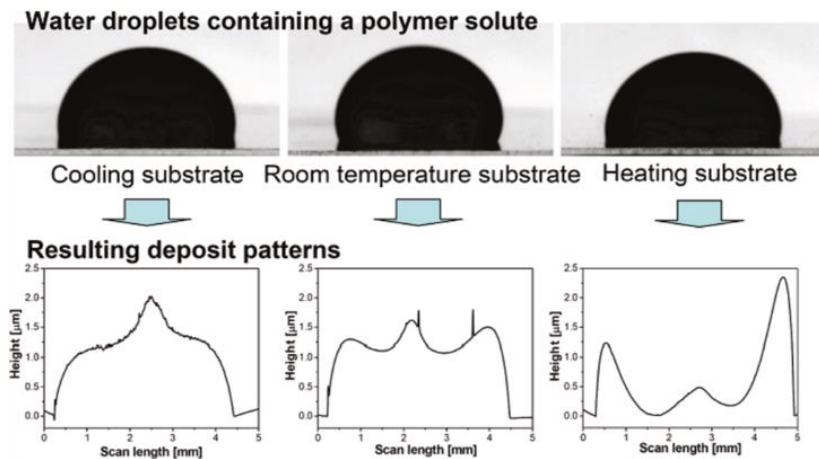 Water droplets containing a polymer solute
Cooling substrate
Room temperature substrate
Heating substrate
Resulting deposit patterns
Height [μm]
2.5
2.0
1.5
1.0
0.5
0.0
0 1 2 3 4 5
Scan length [mm]
Height [μm]
2.5
2.0
1.5
1.0
0.5
0.0
0 1 2 3 4 5
Scan length [mm]
Height [μm]
2.5
2.0
1.5
1.0
0.5
0.0
0 1 2 3 4 5
Scan length [mm]